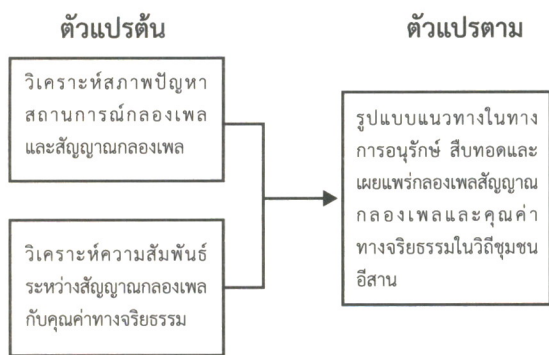 ตัวแปรต้น
วิเคราะห์สภาพปัญหา
สถานการณ์กลองเพล
และสัญญาณกลองเพล
วิเคราะห์ความสัมพันธ์
ระหว่างสัญญาณกลองเพล
กับคุณค่าทางจริยธรรม
ตัวแปรตาม
รูปแบบแนวทางในทาง
การอนุรักษ์ สืบทอดและ
เผยแพร่กลองเพลสัญญาณ
กลองเพลและคุณค่า
ทางจริยธรรมในวิถีชุมชน
อีสาน